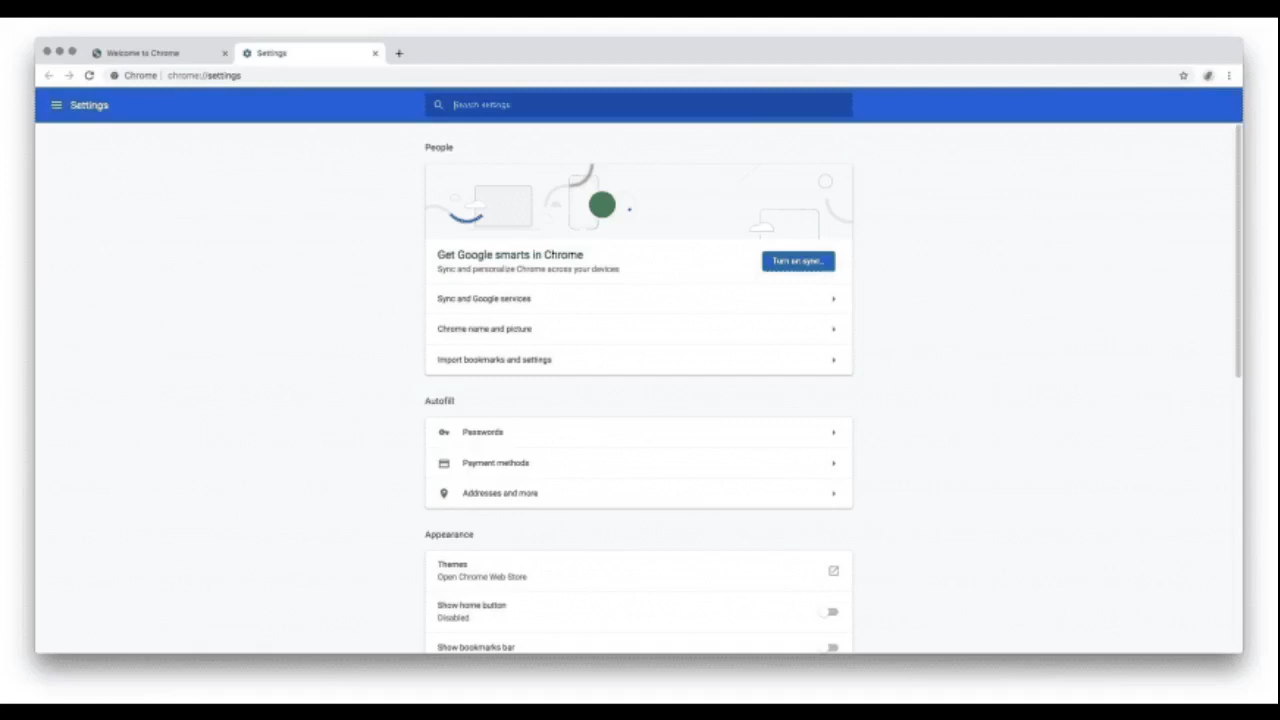 Welcome to Chrome
Settings
Chrome | chrome://settings
Settings
Search settings
People
Get Google smarts in Chrome
Sync and personalize Chrome across your devices
Turn on sync...
Sync and Google services
Chrome name and picture
Import bookmarks and settings
Autofill
Passwords
Payment methods
Addresses and more
Appearance
Themes
Open Chrome Web Store
Show home button
Disabled
Show bookmarks bar